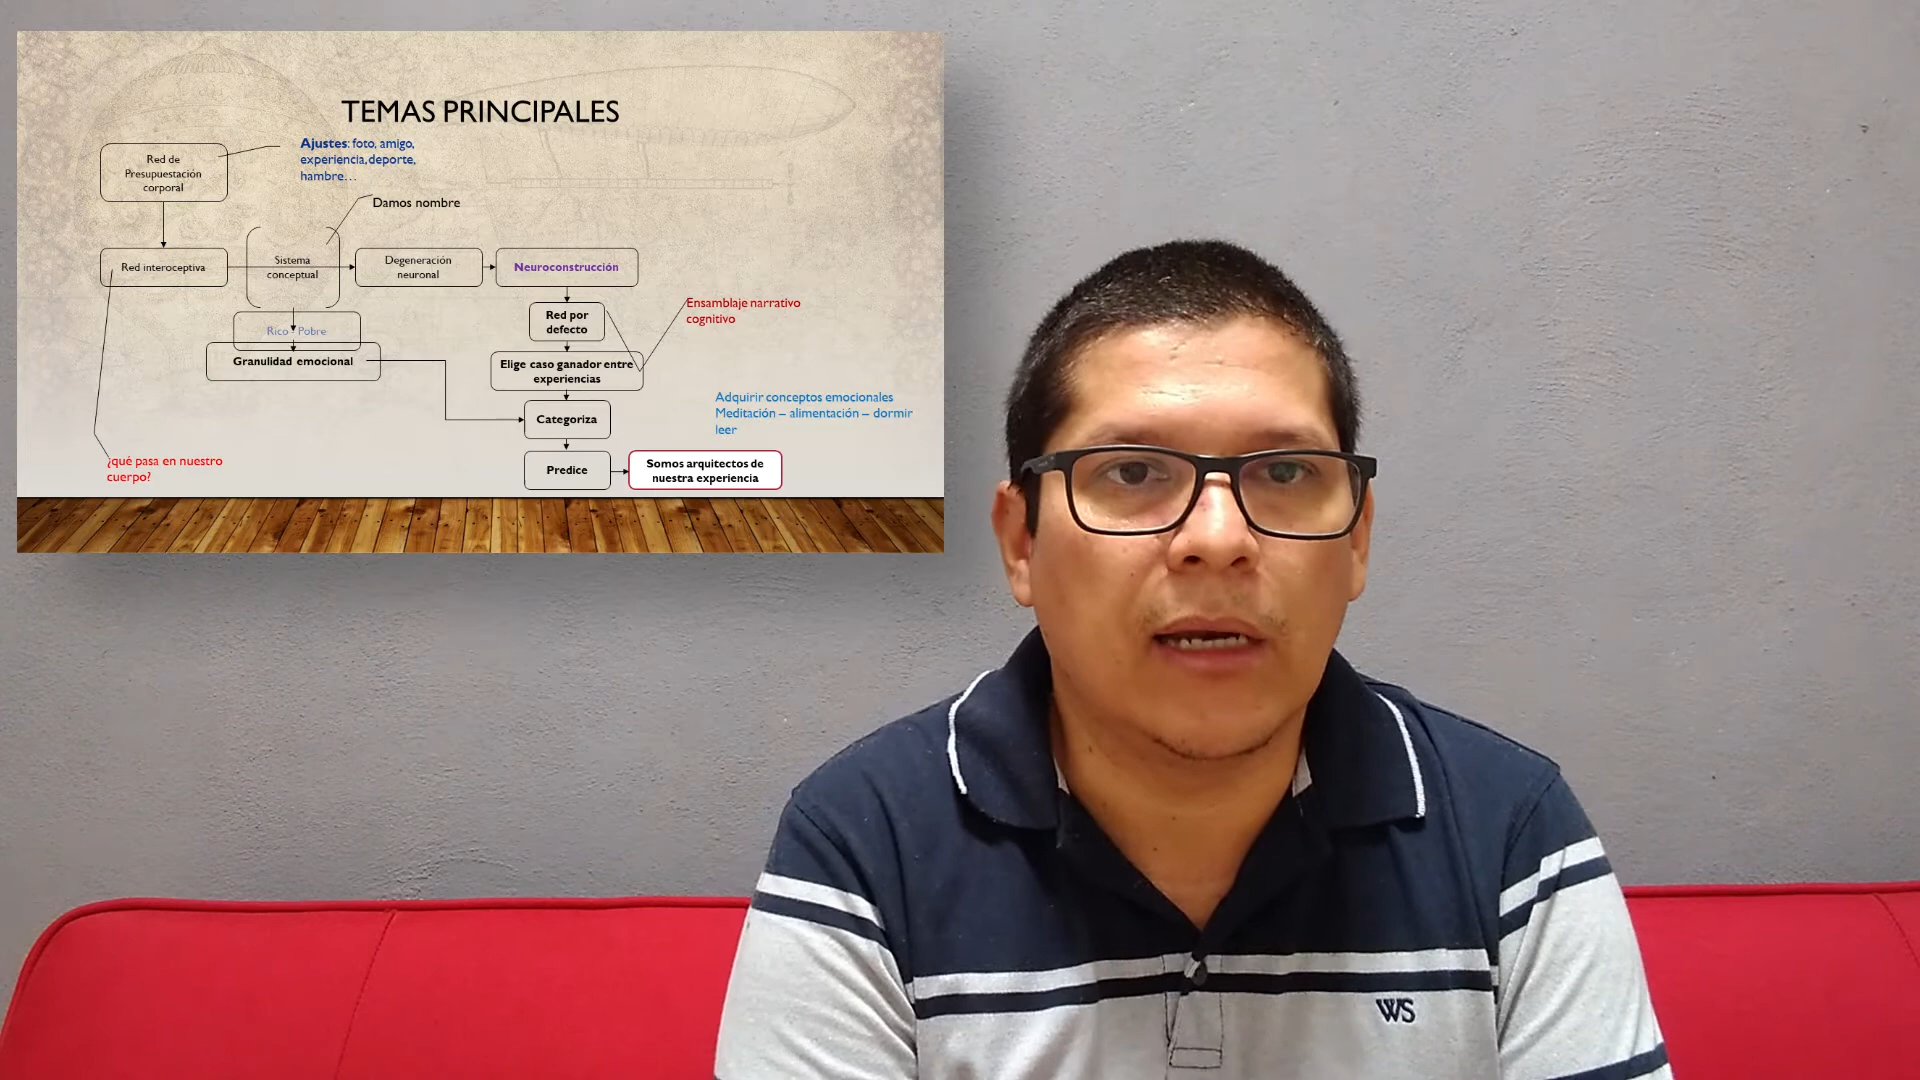 TEMAS PRINCIPALES
Red de
Presupuestación
corporal
Ajustes: foto, amigo,
experiencia, deporte,
hambre…
Damos nombre
Red interoceptiva
Sistema
conceptual
Degeneración
neuronal
Neuroconstrucción
Rico - Pobre
Granulidad emocional
Red por
defecto
Ensamblaje narrativo
cognitivo
Elige caso ganador entre
experiencias
Categoriza
Adquirir conceptos emocionales
Meditación – alimentación – dormir
leer
¿qué pasa en nuestro
cuerpo?
Predice
Somos arquitectos de
nuestra experiencia
WS